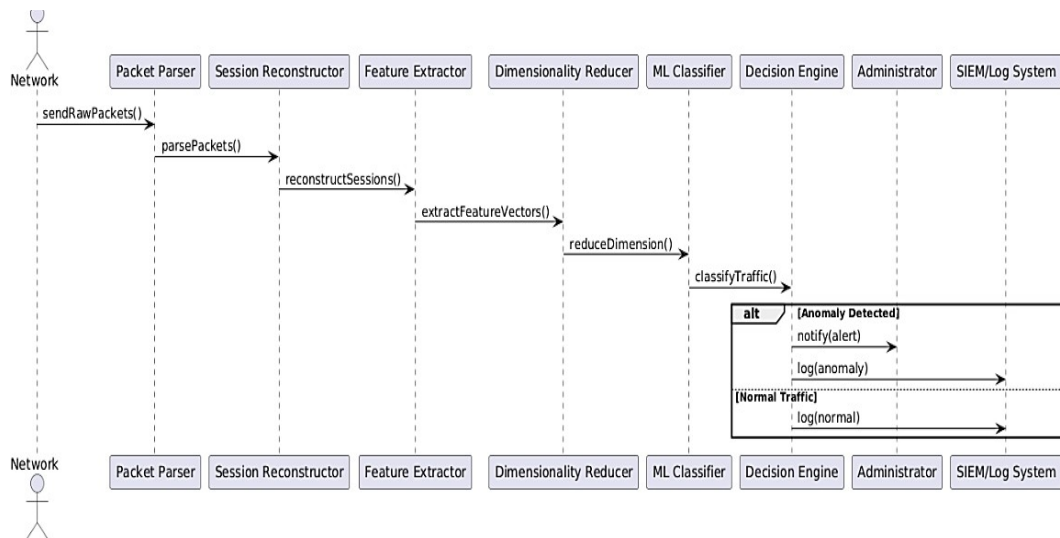 Network
Packet Parser
Session Reconstructor
Feature Extractor
Dimensionality Reducer
ML Classifier
Decision Engine
Administrator
SIEM/Log System
sendRawPackets()
parsePackets()
reconstructSessions()
extractFeatureVectors()
reduceDimension()
classifyTraffic()
alt
[Anomaly Detected]
notify(alert)
log(anomaly)
[Normal Traffic]
log(normal)
Network
Packet Parser
Session Reconstructor
Feature Extractor
Dimensionality Reducer
ML Classifier
Decision Engine
Administrator
SIEM/Log System